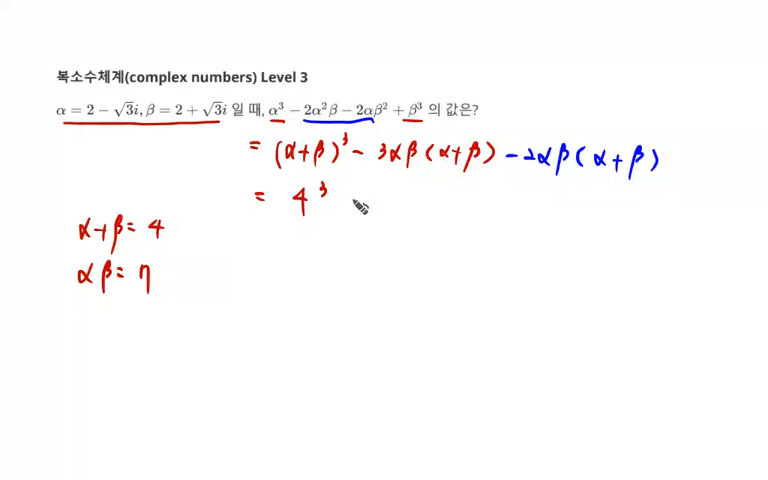 복소수체계(complex numbers) Level 3
α = 2 − √3i, β = 2 + √3i 일 때, α³ − 2α²β − 2αβ² + β³ 의 값은?
= (α+β)³ − 3αβ(α+β) − 2αβ(α+β)
= 4³
α+β = 4
αβ = 7